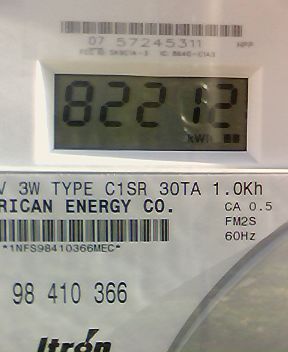 07 57245311
82212
kWh
V 3W TYPE C1SR 30TA 1.0Kh
RICAN ENERGY CO. CA 0.5
FM2S
60Hz
*1NFS98410366MEC*
98 410 366
Itrón